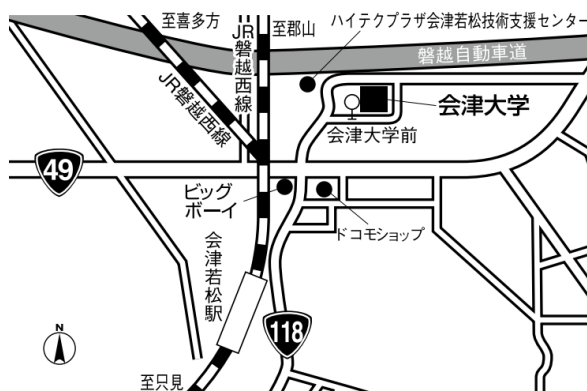 至喜多方
至郡山
ハイテクプラザ会津若松技術支援センター
JR磐越西線
JR磐越西線
磐越自動車道
会津大学
会津大学前
49
ビッグ
ボーイ
ドコモショップ
会津若松駅
118
N
至只見